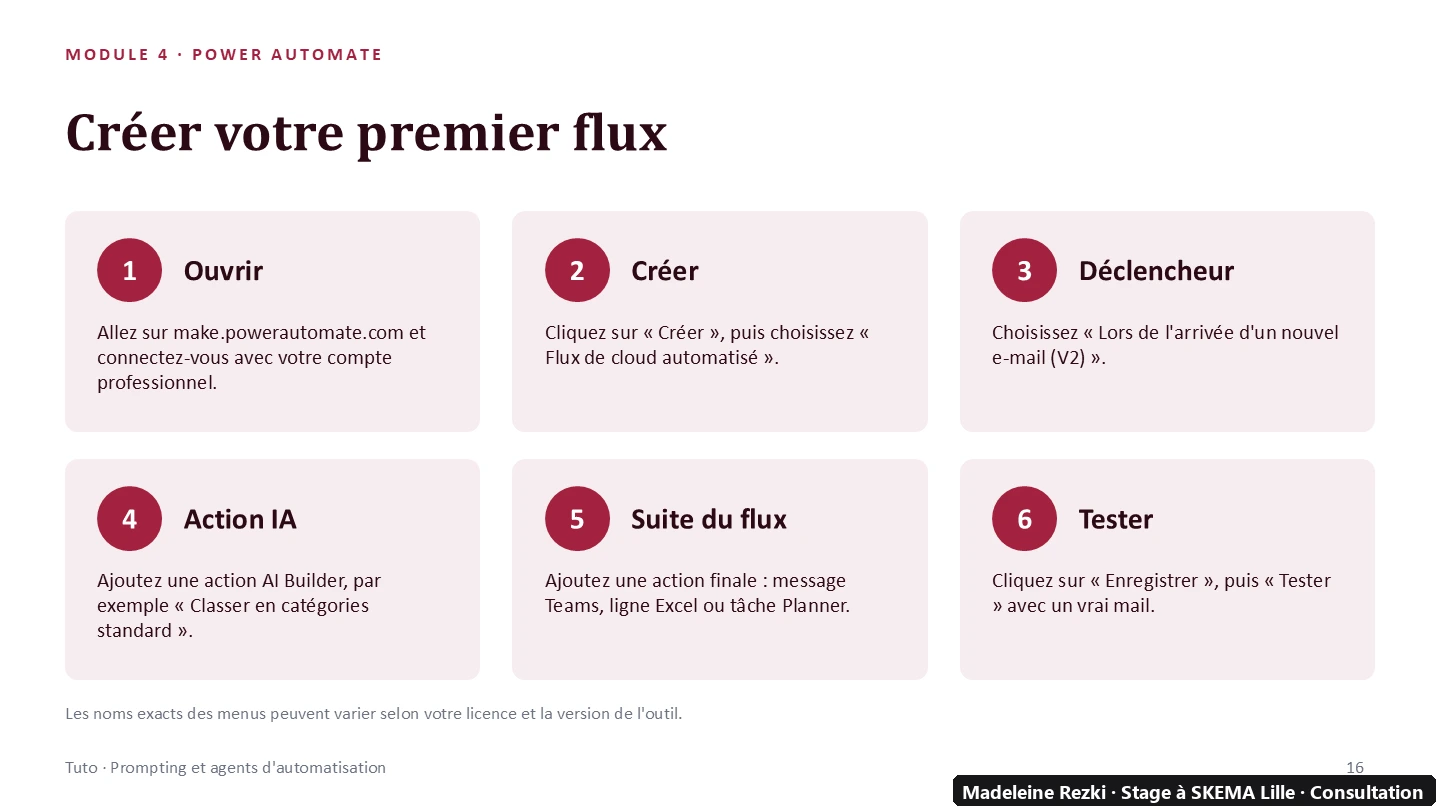 MODULE 4 · POWER AUTOMATE
Créer votre premier flux
1
Ouvrir
Allez sur make.powerautomate.com et
connectez-vous avec votre compte
professionnel.
2
Créer
Cliquez sur « Créer », puis choisissez «
Flux de cloud automatisé ».
3
Déclencheur
Choisissez « Lors de l'arrivée d'un nouvel
e-mail (V2) ».
4
Action IA
Ajoutez une action AI Builder, par
exemple « Classer en catégories
standard ».
5
Suite du flux
Ajoutez une action finale : message
Teams, ligne Excel ou tâche Planner.
6
Tester
Cliquez sur « Enregistrer », puis « Tester
» avec un vrai mail.
Les noms exacts des menus peuvent varier selon votre licence et la version de l'outil.
Tuto · Prompting et agents d'automatisation
16
Madeleine Rezki · Stage à SKEMA Lille · Consultation